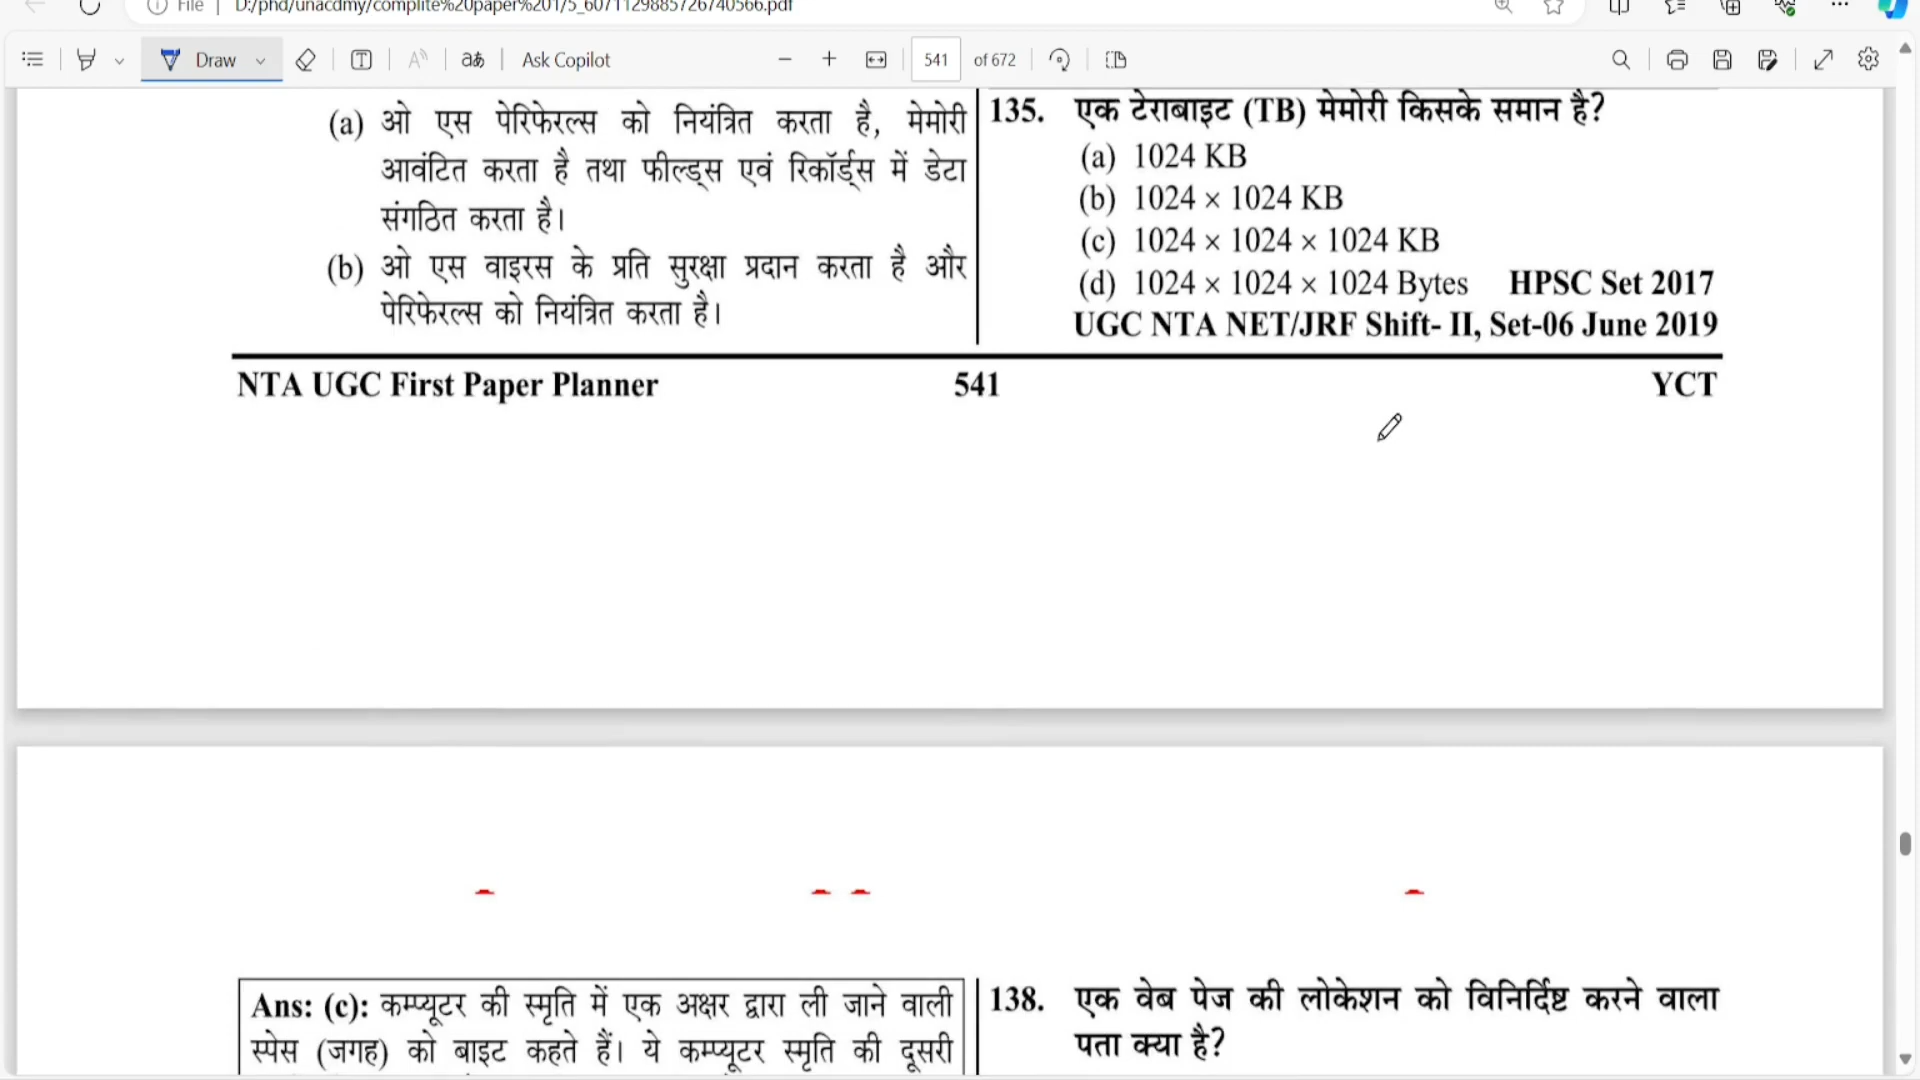 File | D:/phd/unacdmy/complite%20paper%201/5_6071129885726740566.pdf
Draw
Ask Copilot
541 of 672
(a) ओ एस पेरिफेरल्स को नियंत्रित करता है, मेमोरी
आवंटित करता है तथा फील्ड्स एवं रिकॉर्ड्स में डेटा
संगठित करता है।
(b) ओ एस वाइरस के प्रति सुरक्षा प्रदान करता है और
पेरिफेरल्स को नियंत्रित करता है।
135. एक टेराबाइट (TB) मेमोरी किसके समान है?
(a) 1024 KB
(b) 1024 × 1024 KB
(c) 1024 × 1024 × 1024 KB
(d) 1024 × 1024 × 1024 Bytes HPSC Set 2017
UGC NTA NET/JRF Shift- II, Set-06 June 2019
NTA UGC First Paper Planner 541 YCT
Ans: (c): कम्प्यूटर की स्मृति में एक अक्षर द्वारा ली जाने वाली
स्पेस (जगह) को बाइट कहते हैं। ये कम्प्यूटर स्मृति की दूसरी
138. एक वेब पेज की लोकेशन को विनिर्दिष्ट करने वाला
पता क्या है?